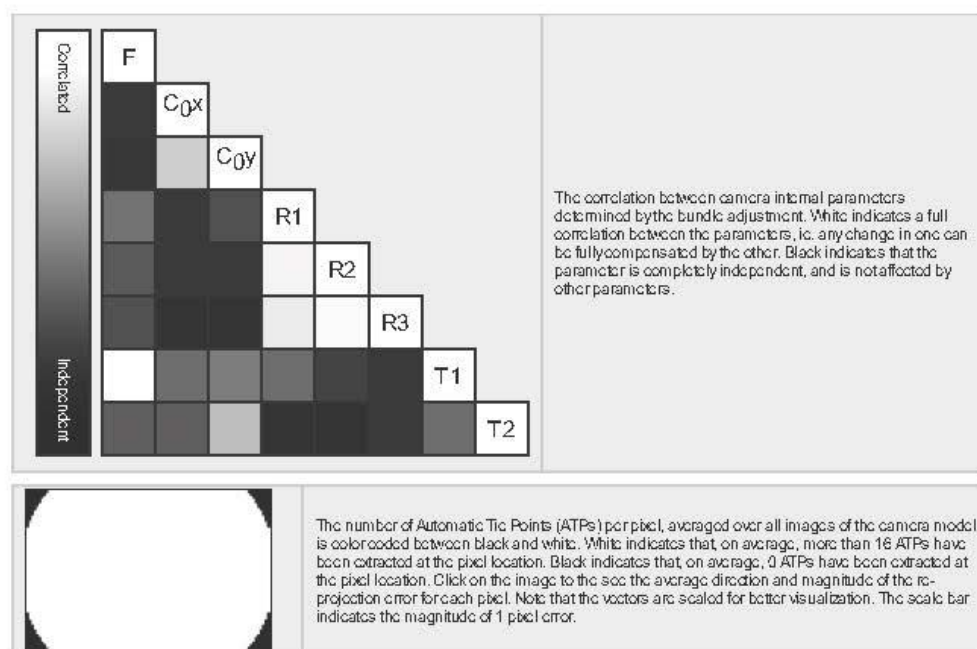 Correlated
Independent
F
C0x
C0y
R1
R2
R3
T1
T2
The correlation between camera internal parameters
determined by the bundle adjustment. White indicates a full
correlation between the parameters, ie. any change in one can
be fully compensated by the other. Black indicates that the
parameter is completely independent, and is not affected by
other parameters.
The number of Automatic Tie Points (ATPs) per pixel, averaged over all images of the camera model
is color coded between black and white. White indicates that, on average, more than 16 ATPs have
been extracted at the pixel location. Black indicates that, on average, 0 ATPs have been extracted at
the pixel location. Click on the image to the see the average direction and magnitude of the re-
projection error for each pixel. Note that the vectors are scaled for better visualization. The scale bar
indicates the magnitude of 1 pixel error.